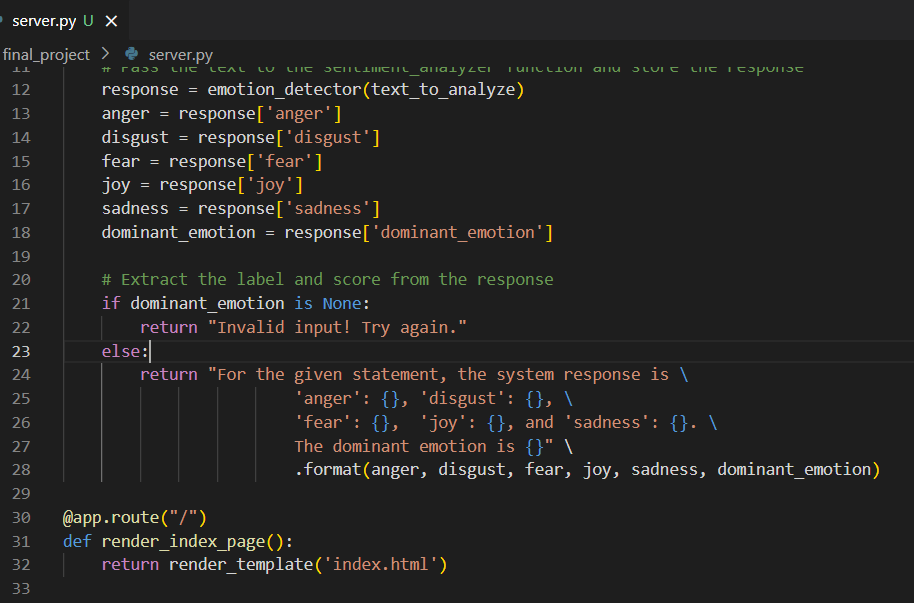 server.py U ×
final_project > server.py
11 # Pass the text to the sentiment_analyzer function and store the response
12 response = emotion_detector(text_to_analyze)
13 anger = response['anger']
14 disgust = response['disgust']
15 fear = response['fear']
16 joy = response['joy']
17 sadness = response['sadness']
18 dominant_emotion = response['dominant_emotion']
19
20 # Extract the label and score from the response
21 if dominant_emotion is None:
22 return "Invalid input! Try again."
23 else:
24 return "For the given statement, the system response is \
25 'anger': {}, 'disgust': {}, \
26 'fear': {},  'joy': {}, and 'sadness': {}. \
27 The dominant emotion is {}" \
28 .format(anger, disgust, fear, joy, sadness, dominant_emotion)
29
30 @app.route("/")
31 def render_index_page():
32 return render_template('index.html')
33